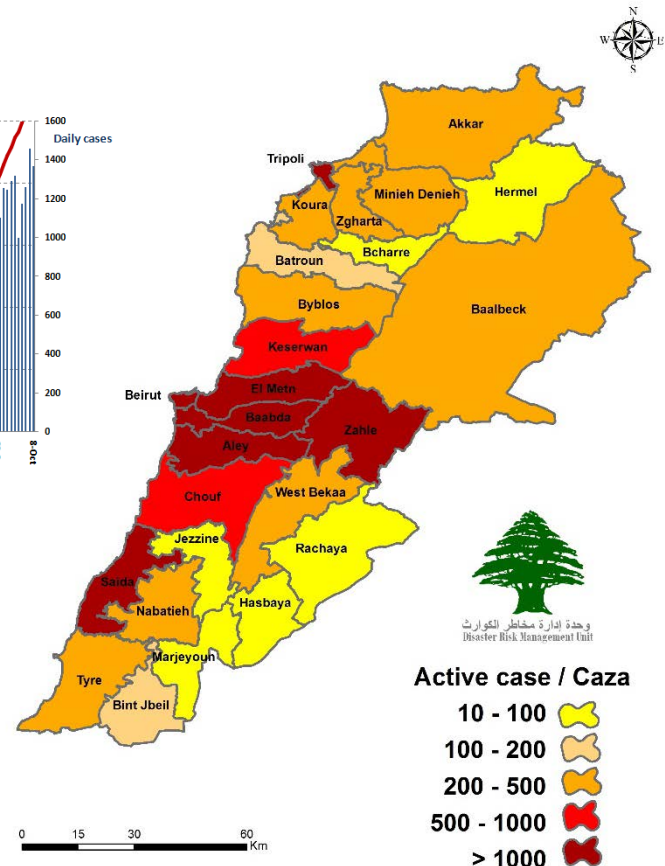 N
W E
S
1600
Daily cases
1400
1200
1000
800
600
400
200
0
8-Oct
Akkar
Tripoli
Minieh Denieh
Hermel
Koura
Zgharta
Bcharre
Batroun
Byblos
Baalbeck
Keserwan
El Metn
Beirut
Baabda
Zahle
Aley
West Bekaa
Chouf
Jezzine
Rachaya
Saida
Hasbaya
Nabatieh
Marjeyoun
Tyre
Bint Jbeil
وحدة إدارة مخاطر الكوارث
Disaster Risk Management Unit
Active case / Caza
10 - 100
100 - 200
200 - 500
500 - 1000
> 1000
0 15 30 60
Km